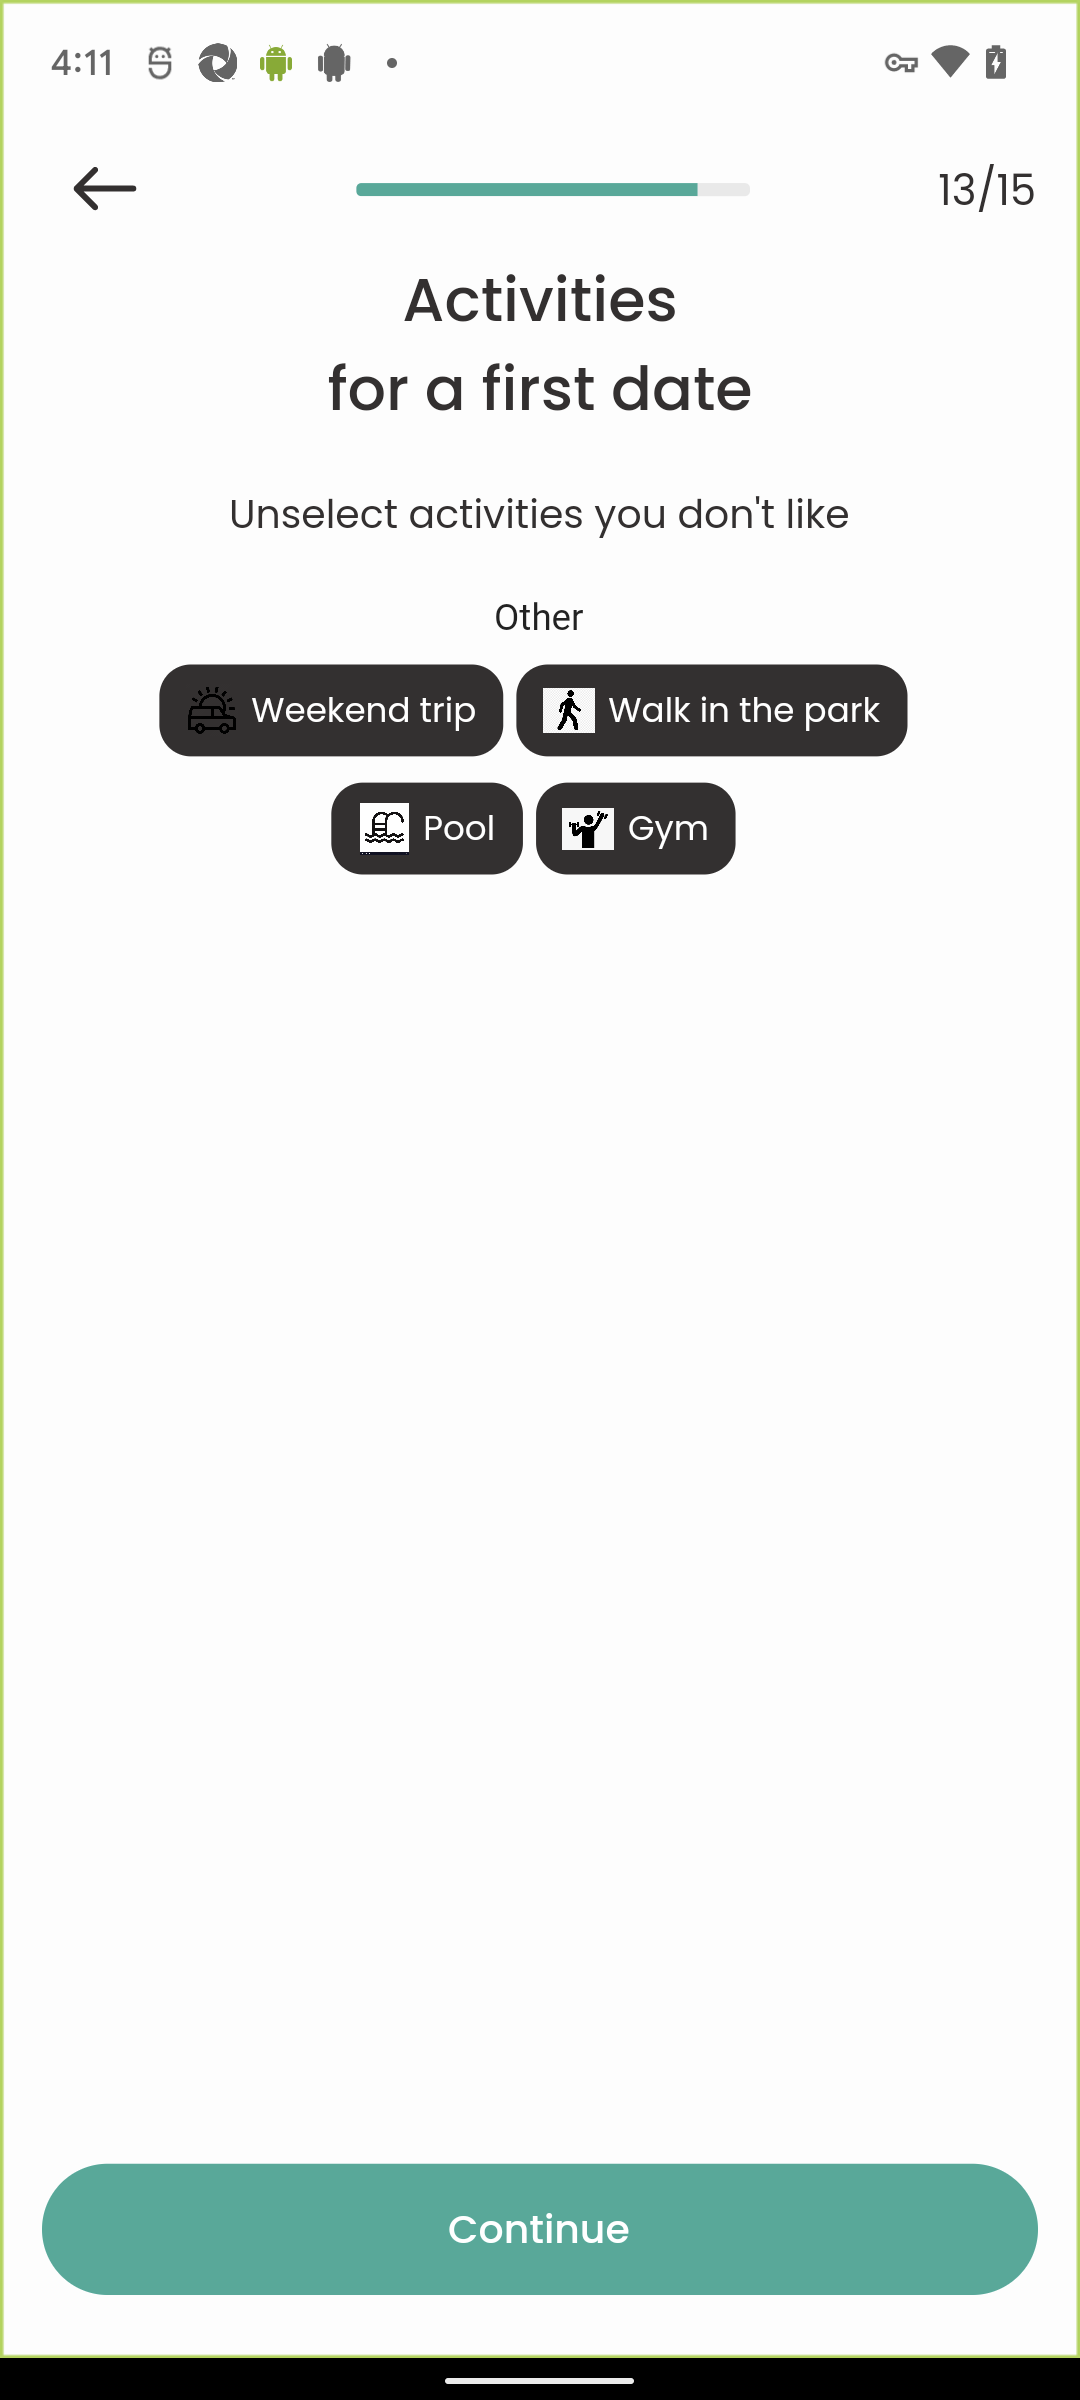 4:11
13/15
Activities
for a first date
Unselect activities you don't like
Other
Weekend trip
Walk in the park
Pool
Gym
Continue